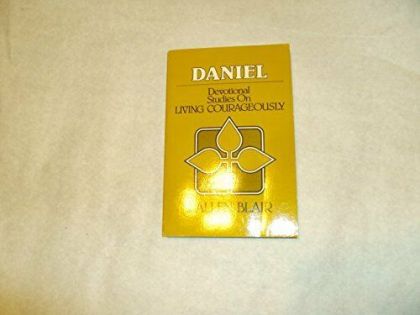 DANIEL
Devotional
Studies On
LIVING COURAGEOUSLY
ALLEN BLAIR